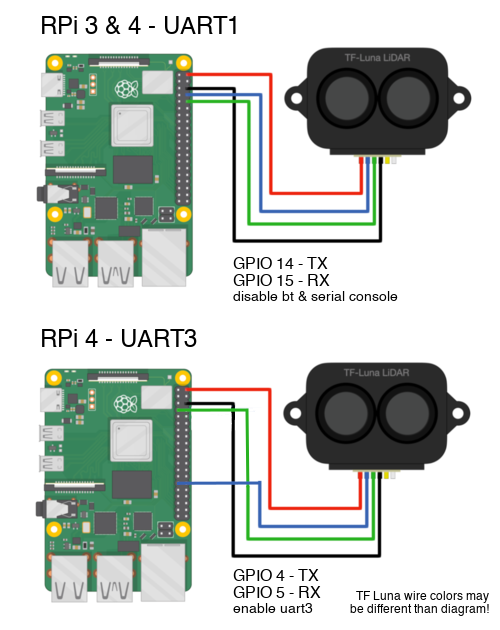 RPi 3 & 4 - UART1
TF-Luna LiDAR
GPIO 14 - TX
GPIO 15 - RX
disable bt & serial console
RPi 4 - UART3
TF-Luna LiDAR
GPIO 4 - TX
GPIO 5 - RX
enable uart3
TF Luna wire colors may
be different than diagram!